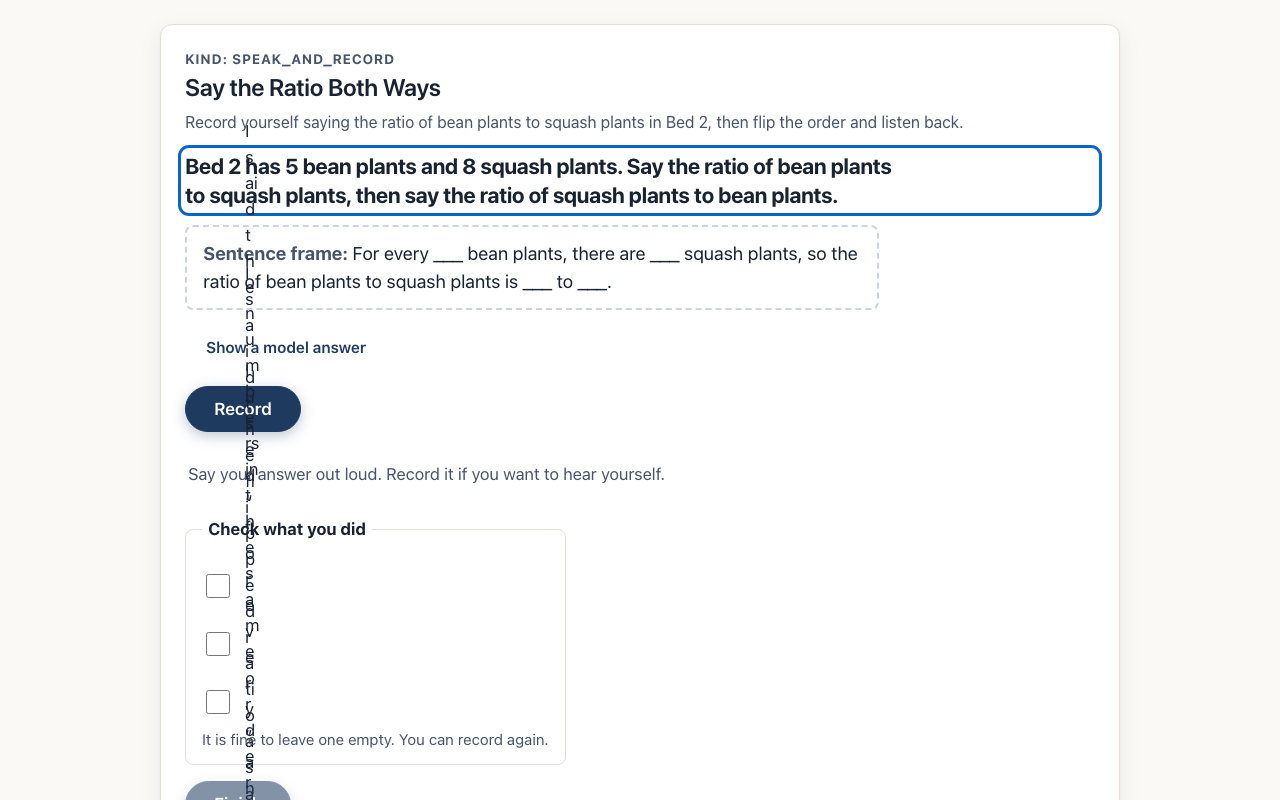 KIND: SPEAK_AND_RECORD
Say the Ratio Both Ways
Record yourself saying the ratio of bean plants to squash plants in Bed 2, then flip the order and listen back.
Bed 2 has 5 bean plants and 8 squash plants. Say the ratio of bean plants
to squash plants, then say the ratio of squash plants to bean plants.
Sentence frame: For every ___ bean plants, there are ___ squash plants, so the
ratio of bean plants to squash plants is ___ to ___.
Show a model answer
Record
Say your answer out loud. Record it if you want to hear yourself.
Check what you did
It is fine to leave one empty. You can record again.